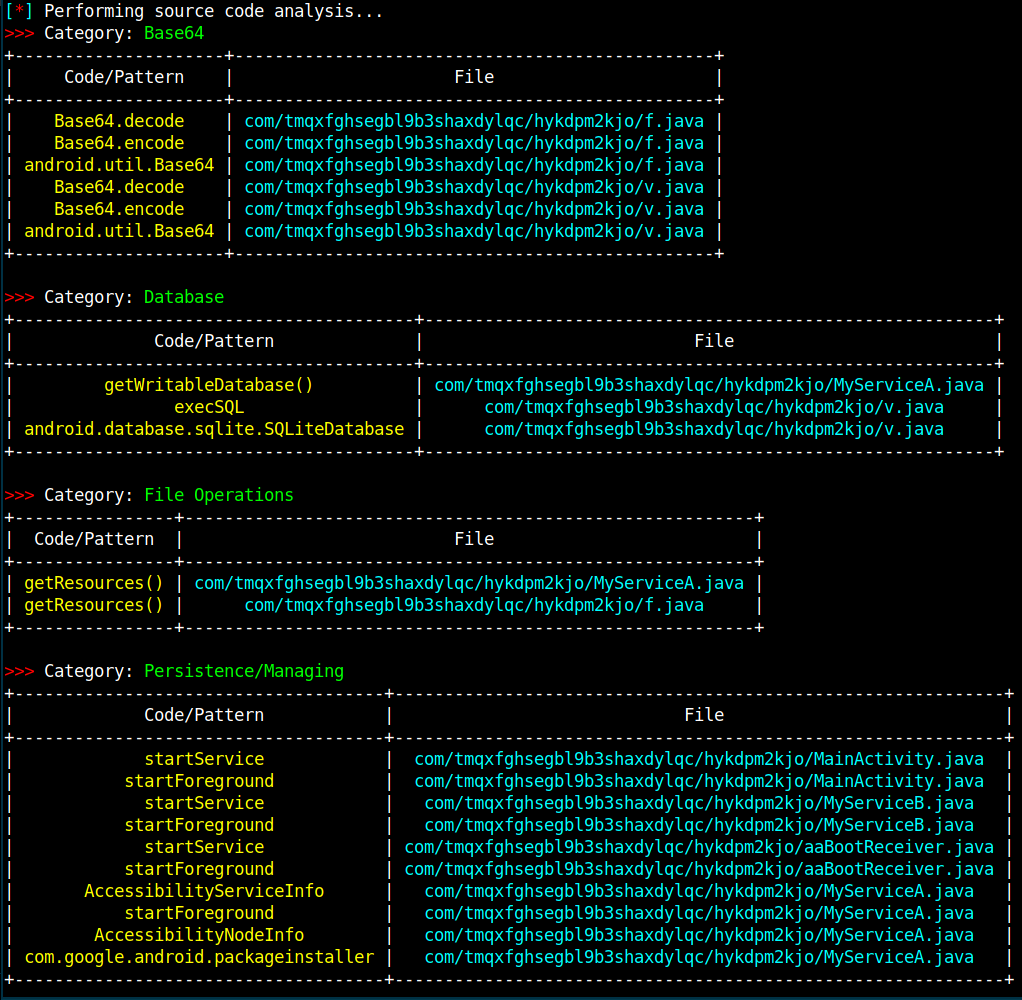 [*] Performing source code analysis...
>>> Category: Base64
+---------------------+------------------------------------------------+
|     Code/Pattern    |                      File                      |
+---------------------+------------------------------------------------+
|    Base64.decode    | com/tmqxfghsegbl9b3shaxdylqc/hykdpm2kjo/f.java |
|    Base64.encode    | com/tmqxfghsegbl9b3shaxdylqc/hykdpm2kjo/f.java |
| android.util.Base64 | com/tmqxfghsegbl9b3shaxdylqc/hykdpm2kjo/f.java |
|    Base64.decode    | com/tmqxfghsegbl9b3shaxdylqc/hykdpm2kjo/v.java |
|    Base64.encode    | com/tmqxfghsegbl9b3shaxdylqc/hykdpm2kjo/v.java |
| android.util.Base64 | com/tmqxfghsegbl9b3shaxdylqc/hykdpm2kjo/v.java |
+---------------------+------------------------------------------------+

>>> Category: Database
+----------------------------------------+---------------------------------------------------------+
|              Code/Pattern              |                           File                          |
+----------------------------------------+---------------------------------------------------------+
|         getWritableDatabase()          | com/tmqxfghsegbl9b3shaxdylqc/hykdpm2kjo/MyServiceA.java |
|                execSQL                 |      com/tmqxfghsegbl9b3shaxdylqc/hykdpm2kjo/v.java     |
| android.database.sqlite.SQLiteDatabase |      com/tmqxfghsegbl9b3shaxdylqc/hykdpm2kjo/v.java     |
+----------------------------------------+---------------------------------------------------------+

>>> Category: File Operations
+----------------+---------------------------------------------------------+
|  Code/Pattern  |                           File                          |
+----------------+---------------------------------------------------------+
| getResources() | com/tmqxfghsegbl9b3shaxdylqc/hykdpm2kjo/MyServiceA.java |
| getResources() |      com/tmqxfghsegbl9b3shaxdylqc/hykdpm2kjo/f.java     |
+----------------+---------------------------------------------------------+

>>> Category: Persistence/Managing
+-------------------------------------+-------------------------------------------------------------+
|             Code/Pattern            |                             File                            |
+-------------------------------------+-------------------------------------------------------------+
|             startService            |  com/tmqxfghsegbl9b3shaxdylqc/hykdpm2kjo/MainActivity.java  |
|           startForeground           |  com/tmqxfghsegbl9b3shaxdylqc/hykdpm2kjo/MainActivity.java  |
|             startService            |   com/tmqxfghsegbl9b3shaxdylqc/hykdpm2kjo/MyServiceB.java   |
|           startForeground           |   com/tmqxfghsegbl9b3shaxdylqc/hykdpm2kjo/MyServiceB.java   |
|             startService            | com/tmqxfghsegbl9b3shaxdylqc/hykdpm2kjo/aaBootReceiver.java |
|           startForeground           | com/tmqxfghsegbl9b3shaxdylqc/hykdpm2kjo/aaBootReceiver.java |
|       AccessibilityServiceInfo      |   com/tmqxfghsegbl9b3shaxdylqc/hykdpm2kjo/MyServiceA.java   |
|           startForeground           |   com/tmqxfghsegbl9b3shaxdylqc/hykdpm2kjo/MyServiceA.java   |
|        AccessibilityNodeInfo        |   com/tmqxfghsegbl9b3shaxdylqc/hykdpm2kjo/MyServiceA.java   |
| com.google.android.packageinstaller |   com/tmqxfghsegbl9b3shaxdylqc/hykdpm2kjo/MyServiceA.java   |
+-------------------------------------+-------------------------------------------------------------+